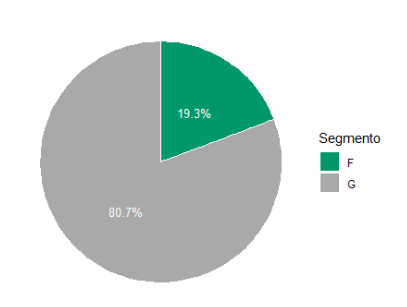 19.3%
80.7%
Segmento
F
G